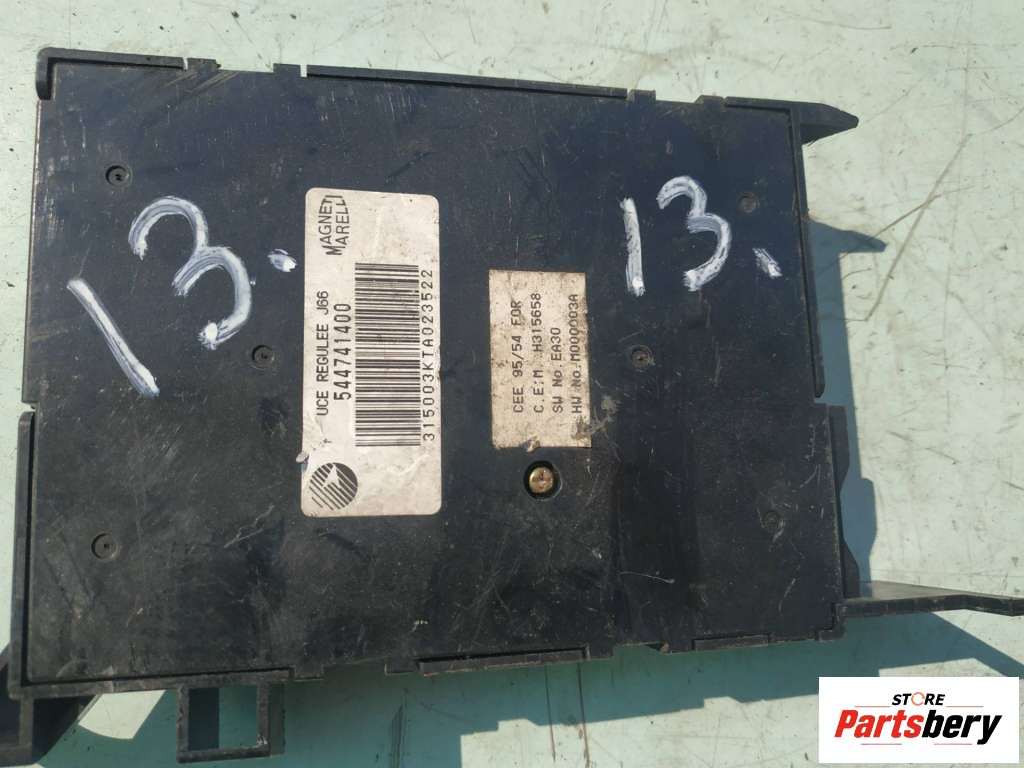 13.
MAGNETI
MARELLI
UCE REGULEE J66
544741400
315003KTA023522
CEE 95/54 FOR
C.E;M. H315658
SW No.EA30
HW No.M000003A
13.
STORE
Partsbery